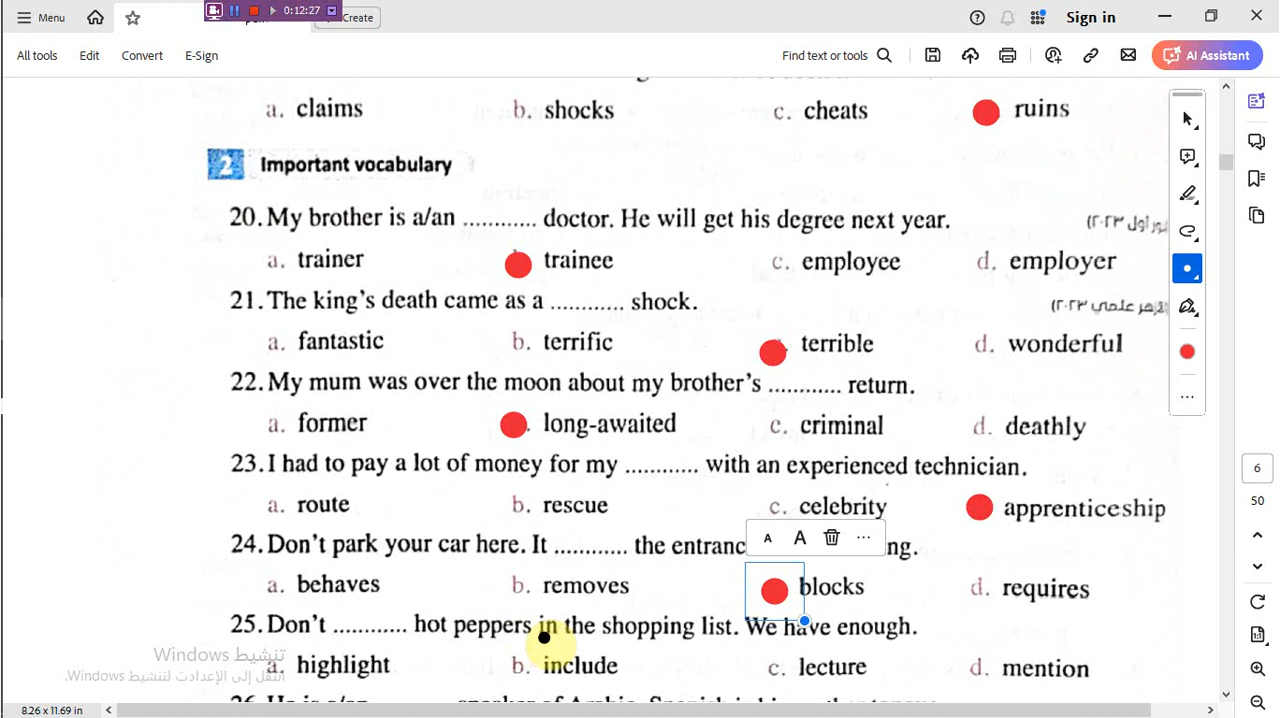 Menu
0:12:27
Create
Sign in
All tools
Edit
Convert
E-Sign
Find text or tools
AI Assistant
a. claims
b. shocks
c. cheats
ruins
2 Important vocabulary
20. My brother is a/an ............ doctor. He will get his degree next year.
a. trainer
trainee
c. employee
d. employer
21. The king's death came as a ............ shock.
a. fantastic
b. terrific
terrible
d. wonderful
22. My mum was over the moon about my brother's ............ return.
a. former
long-awaited
c. criminal
d. deathly
23. I had to pay a lot of money for my ............ with an experienced technician.
a. route
b. rescue
c. celebrity
apprenticeship
24. Don't park your car here. It ............ the entranc ng.
a. behaves
b. removes
blocks
d. requires
25. Don't ............ hot peppers in the shopping list. We have enough.
a. highlight
b. include
c. lecture
d. mention
تنشيط Windows
انتقل إلى الإعدادات لتنشيط Windows.
6
50
8.26 x 11.69 in